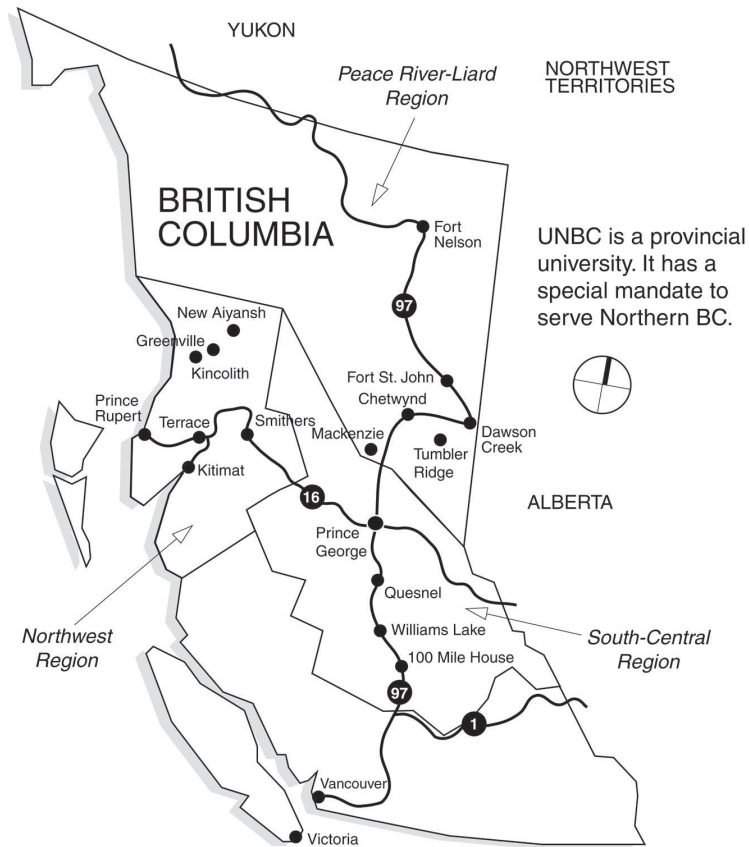 YUKON
Peace River-Liard
Region
NORTHWEST
TERRITORIES
BRITISH
COLUMBIA
Fort
Nelson
UNBC is a provincial
university. It has a
special mandate to
serve Northern BC.
97
New Aiyansh
Greenville
Kincolith
Fort St. John
Chetwynd
Prince
Rupert
Terrace
Smithers
Mackenzie
Dawson
Creek
Tumbler
Ridge
Kitimat
16
ALBERTA
Prince
George
Quesnel
Northwest
Region
Williams Lake
South-Central
Region
100 Mile House
97
1
Vancouver
Victoria